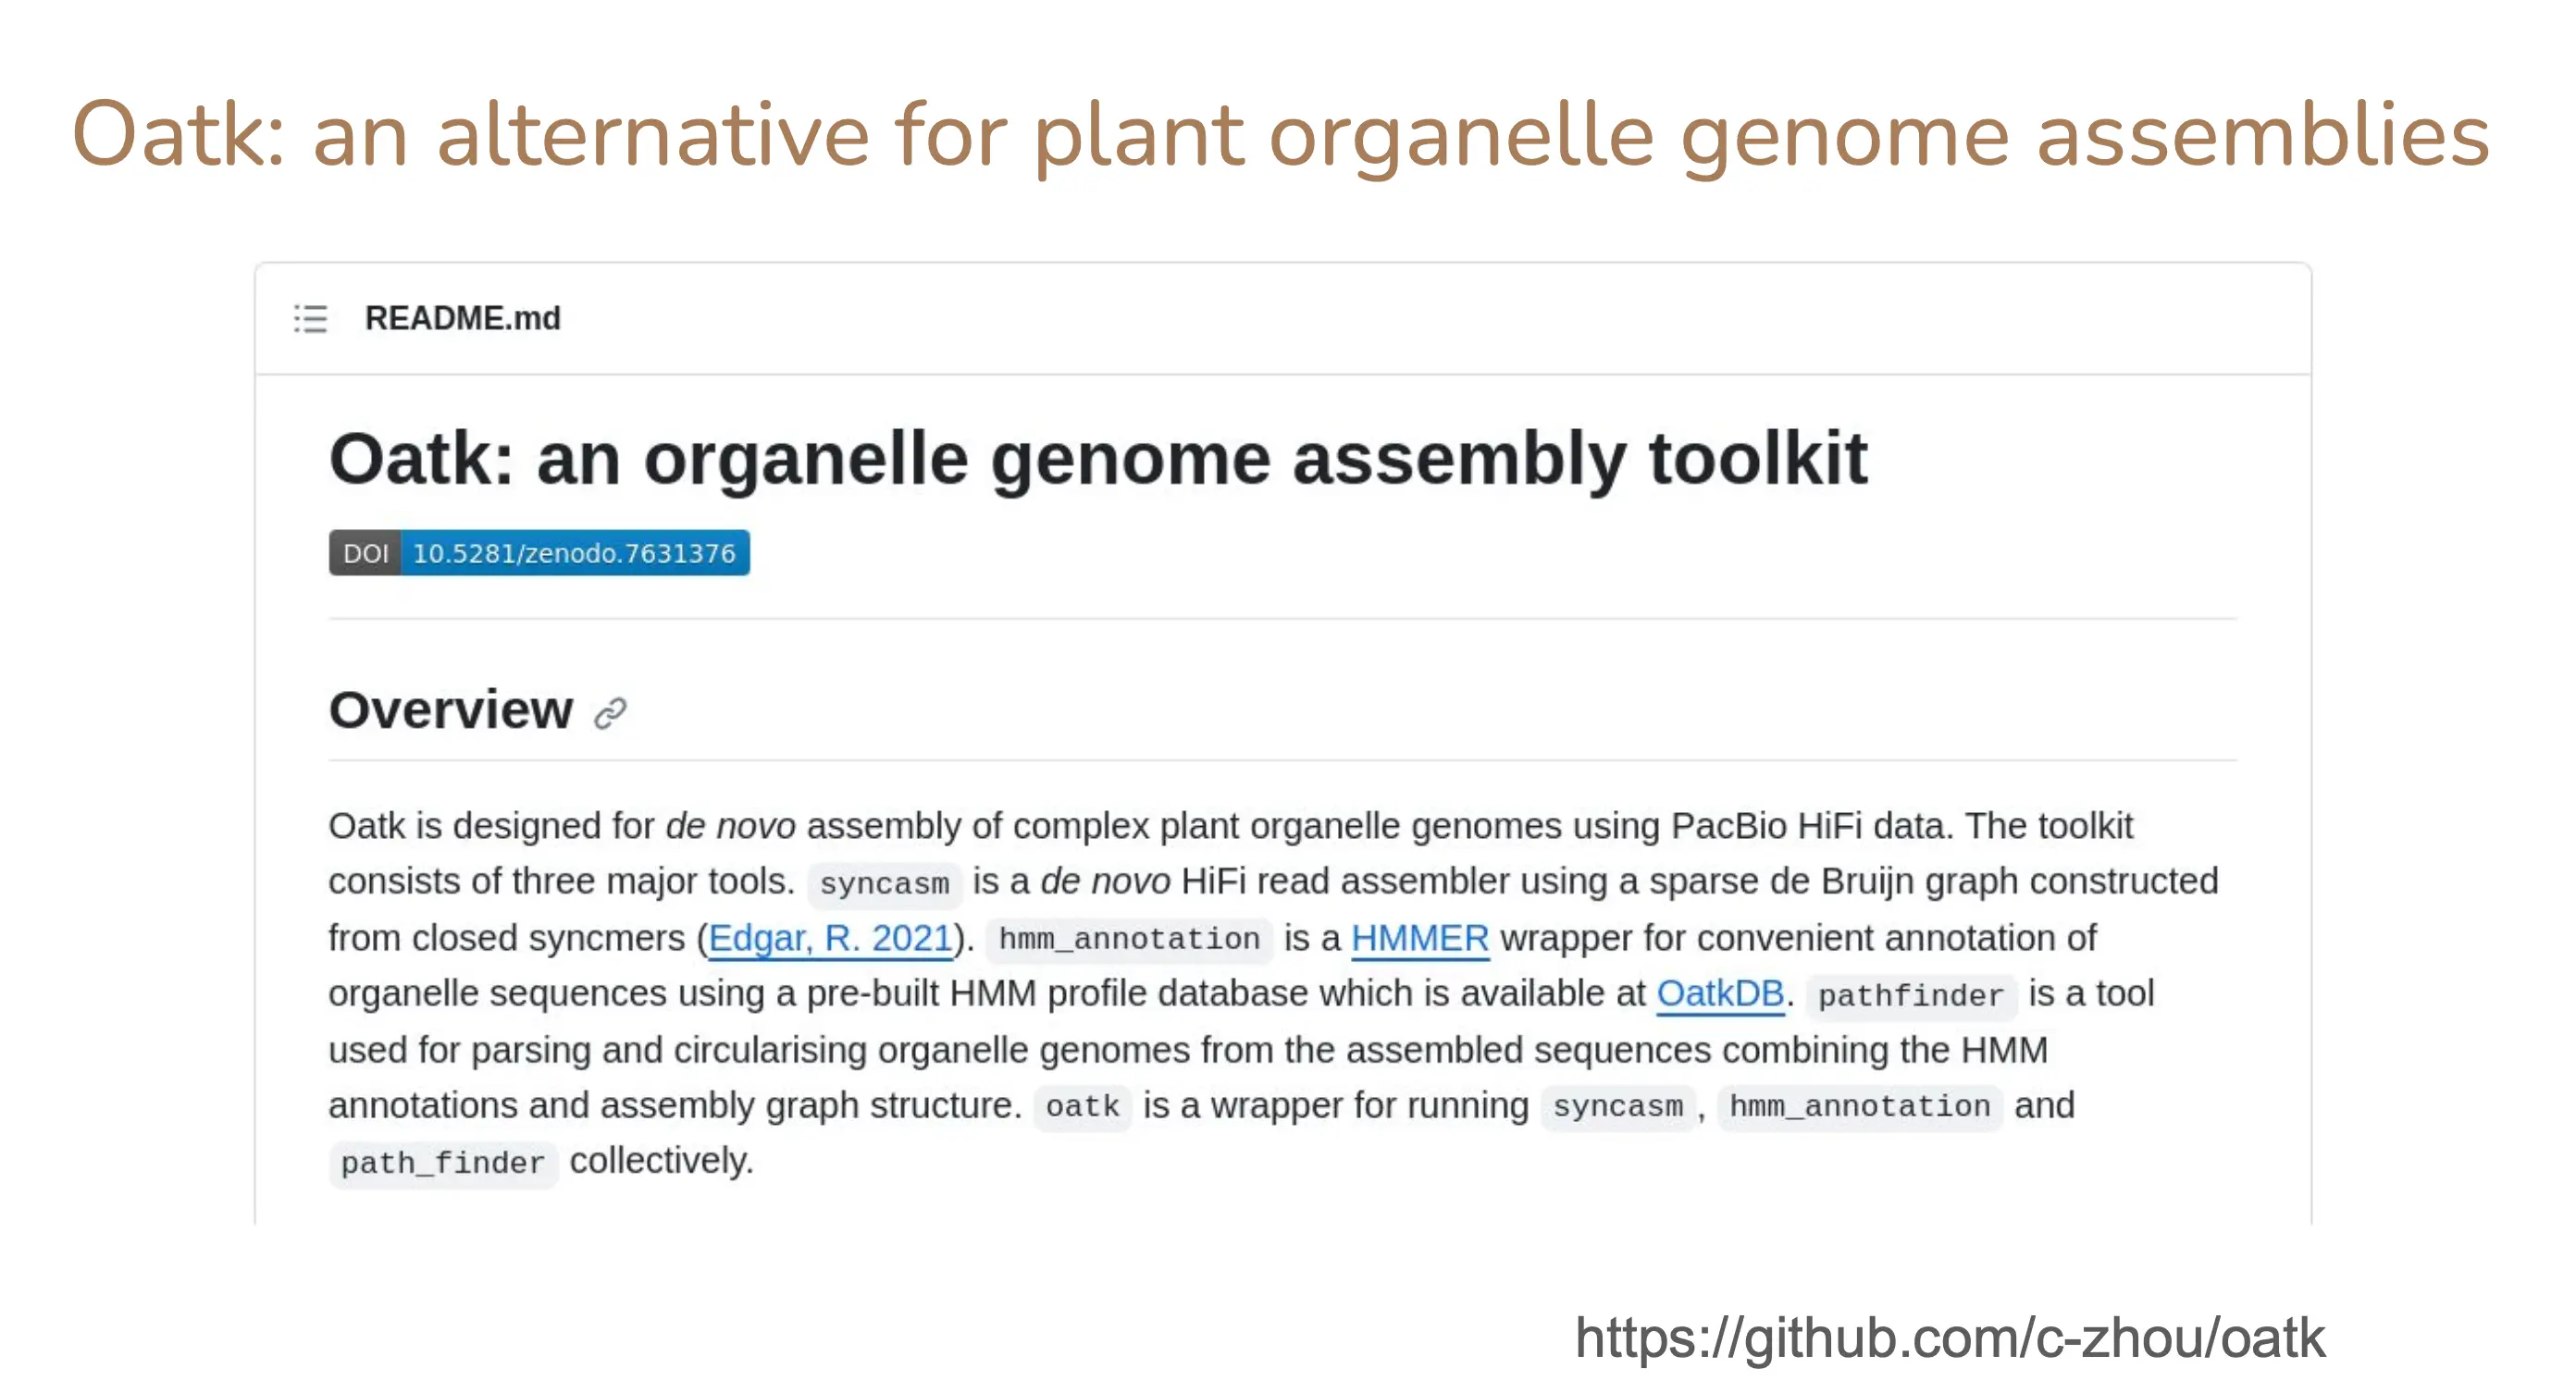 Oatk: an alternative for plant organelle genome assemblies
README.md
Oatk: an organelle genome assembly toolkit
DOI 10.5281/zenodo.7631376
Overview
Oatk is designed for de novo assembly of complex plant organelle genomes using PacBio HiFi data. The toolkit
consists of three major tools. syncasm is a de novo HiFi read assembler using a sparse de Bruijn graph constructed
from closed syncmers (Edgar, R. 2021). hmm_annotation is a HMMER wrapper for convenient annotation of
organelle sequences using a pre-built HMM profile database which is available at OatkDB. pathfinder is a tool
used for parsing and circularising organelle genomes from the assembled sequences combining the HMM
annotations and assembly graph structure. oatk is a wrapper for running syncasm, hmm_annotation and
path_finder collectively.
https://github.com/c-zhou/oatk